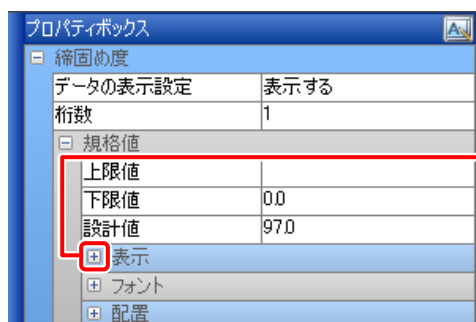 プロパティボックス
締固め度
データの表示設定 表示する
桁数 1
規格値
上限値
下限値 0.0
設計値 97.0
表示
フォント
配置